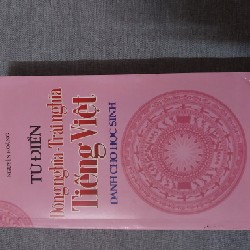 TỪ ĐIỂN
Đồng nghĩa - Trái nghĩa
Tiếng Việt
DÀNH CHO HỌC SINH